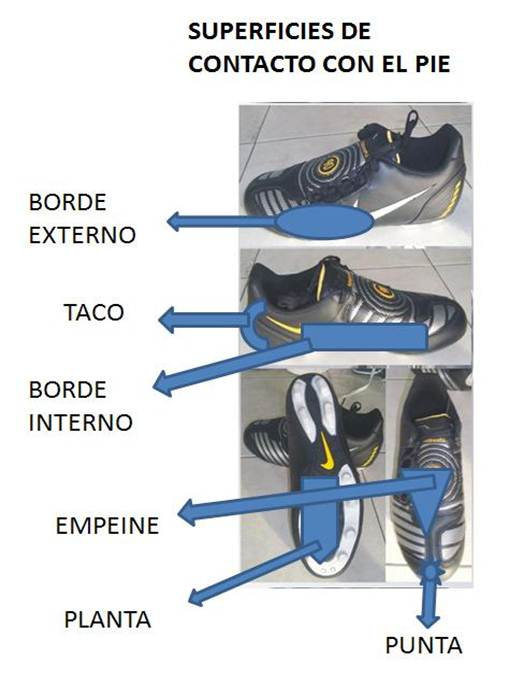 SUPERFICIES DE
CONTACTO CON EL PIE
BORDE
EXTERNO
TACO
BORDE
INTERNO
EMPEINE
PLANTA
PUNTA